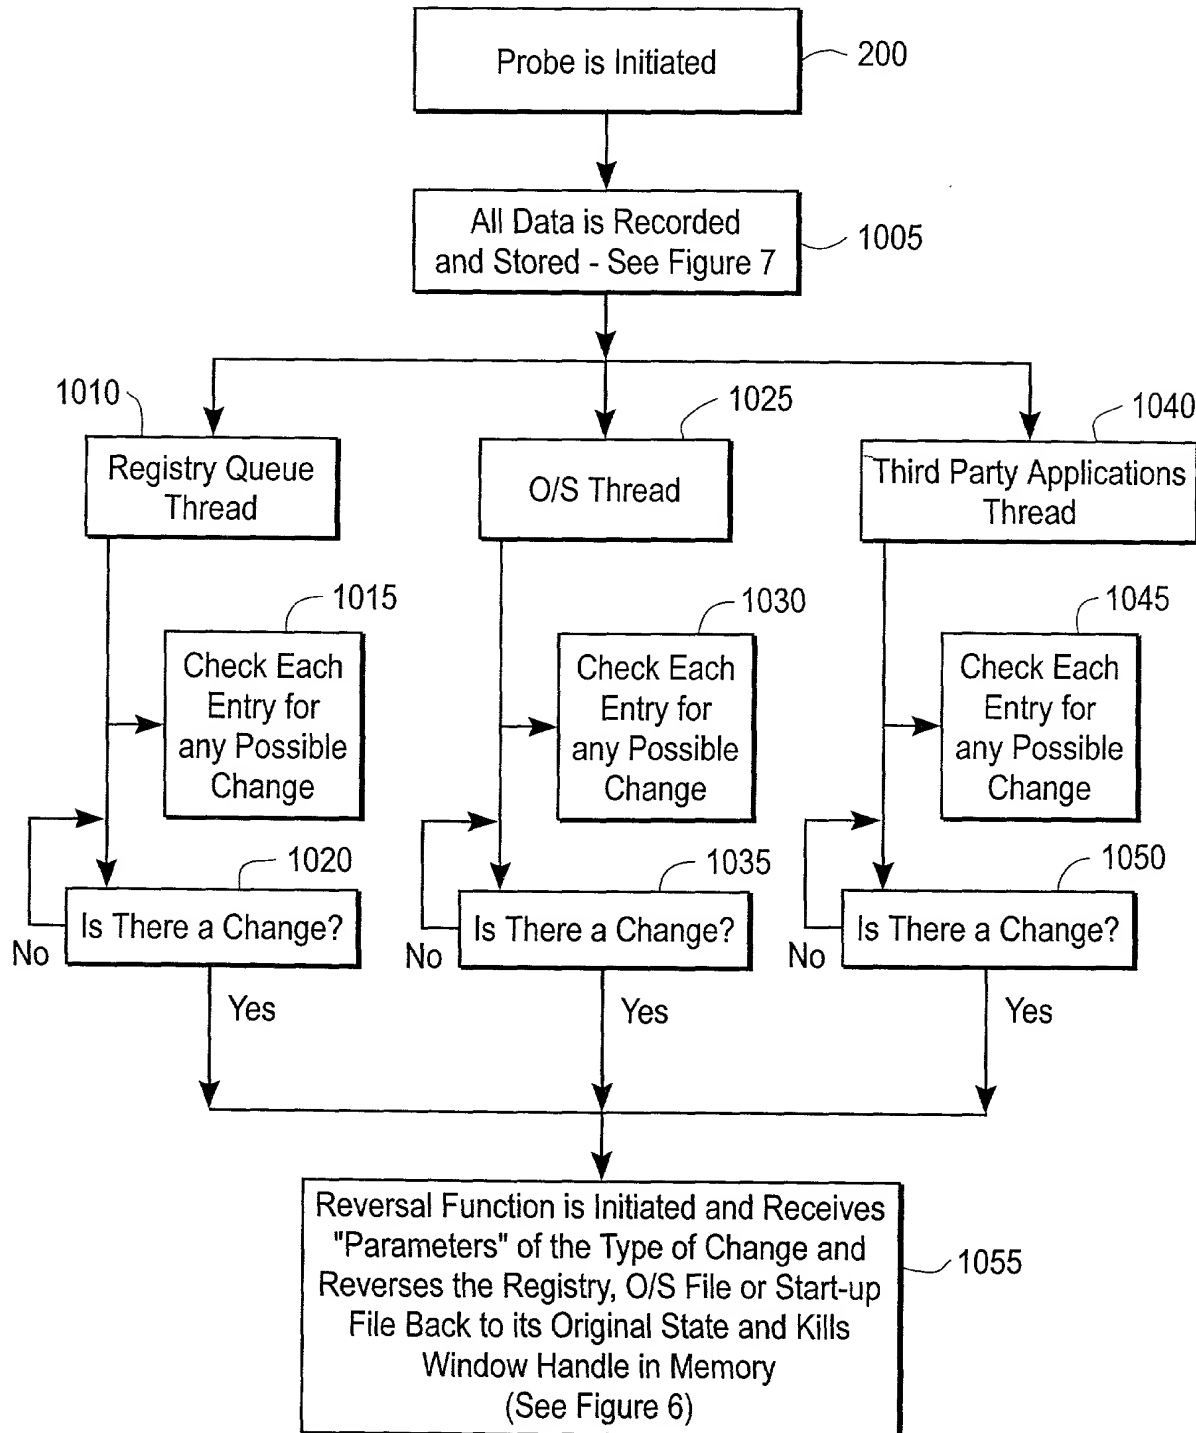 Probe is Initiated
200
All Data is Recorded
and Stored - See Figure 7
1005
1010
Registry Queue
Thread
1025
O/S Thread
1040
Third Party Applications
Thread
1015
Check Each
Entry for
any Possible
Change
1030
Check Each
Entry for
any Possible
Change
1045
Check Each
Entry for
any Possible
Change
1020
Is There a Change?
No
Yes
1035
Is There a Change?
No
Yes
1050
Is There a Change?
No
Yes
Reversal Function is Initiated and Receives
"Parameters" of the Type of Change and
Reverses the Registry, O/S File or Start-up
File Back to its Original State and Kills
Window Handle in Memory
(See Figure 6)
1055